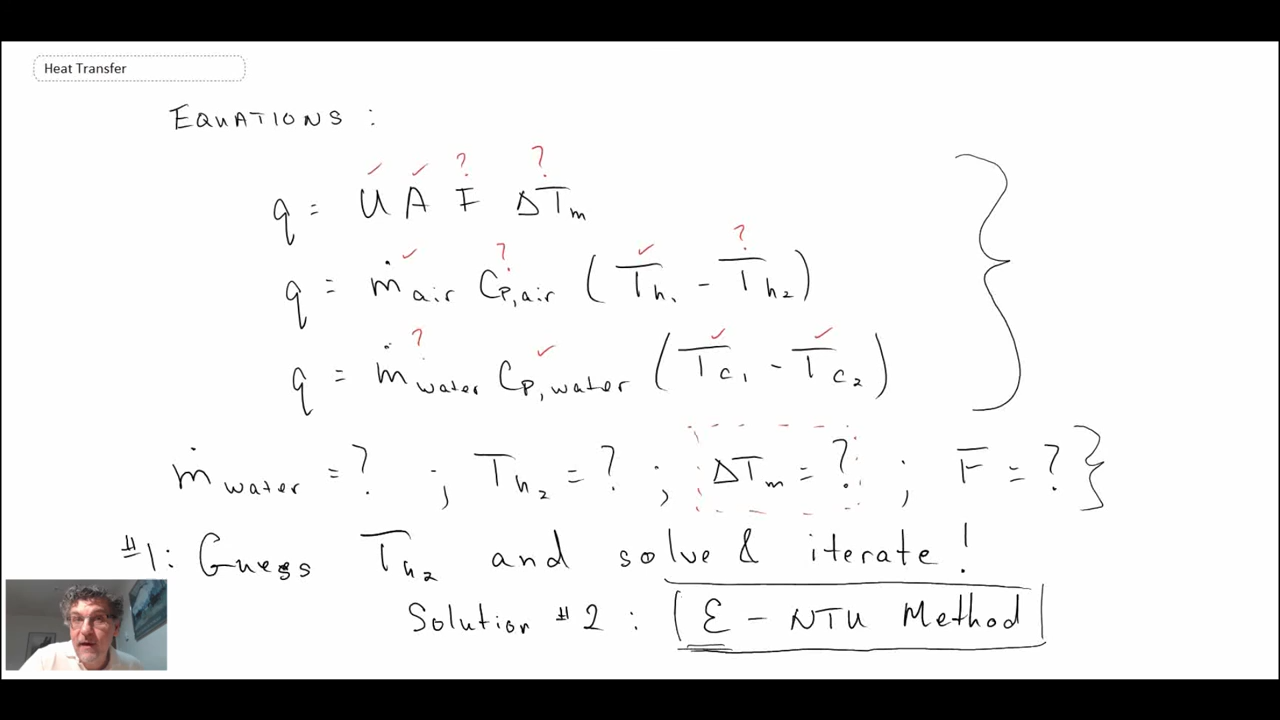 Heat Transfer
EQUATIONS :
✓ ✓ ? ?
q = U A F ΔTm
✓ ? ✓ ?
q = ṁair Cp,air (Th1 - Th2)
? ✓ ✓ ✓
q = ṁwater Cp,water (Tc1 - Tc2)
ṁwater = ? ; Th2 = ? ; ΔTm = ? ; F = ? }
#1: Guess Th2 and solve & iterate!
Solution #2 : ε - NTU Method